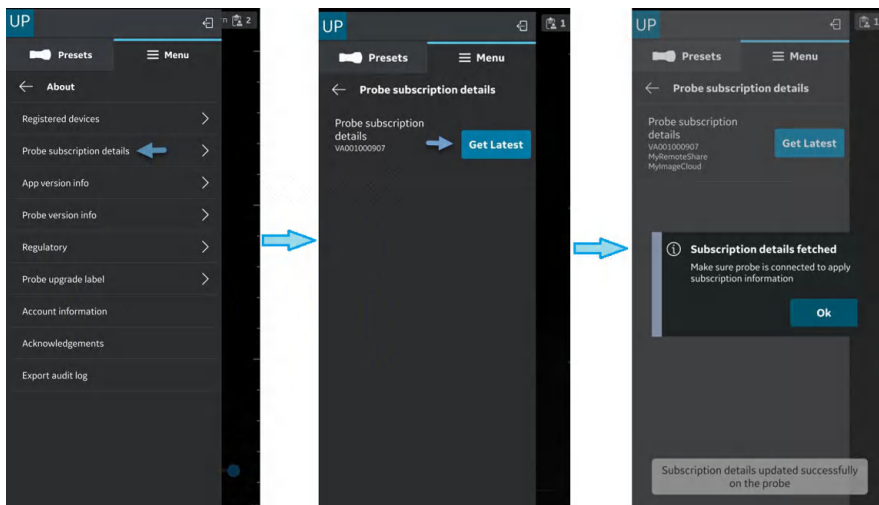 UP
n 2
Presets
Menu
About
Registered devices
Probe subscription details
App version info
Probe version info
Regulatory
Probe upgrade label
Account information
Acknowledgements
Export audit log
UP
1
Presets
Menu
Probe subscription details
Probe subscription
details
VA001000907
Get Latest
UP
1
Presets
Menu
Probe subscription details
Probe subscription
details
VA001000907
MyRemoteShare
MyImageCloud
Get Latest
Subscription details fetched
Make sure probe is connected to apply
subscription information
Ok
Subscription details updated successfully
on the probe